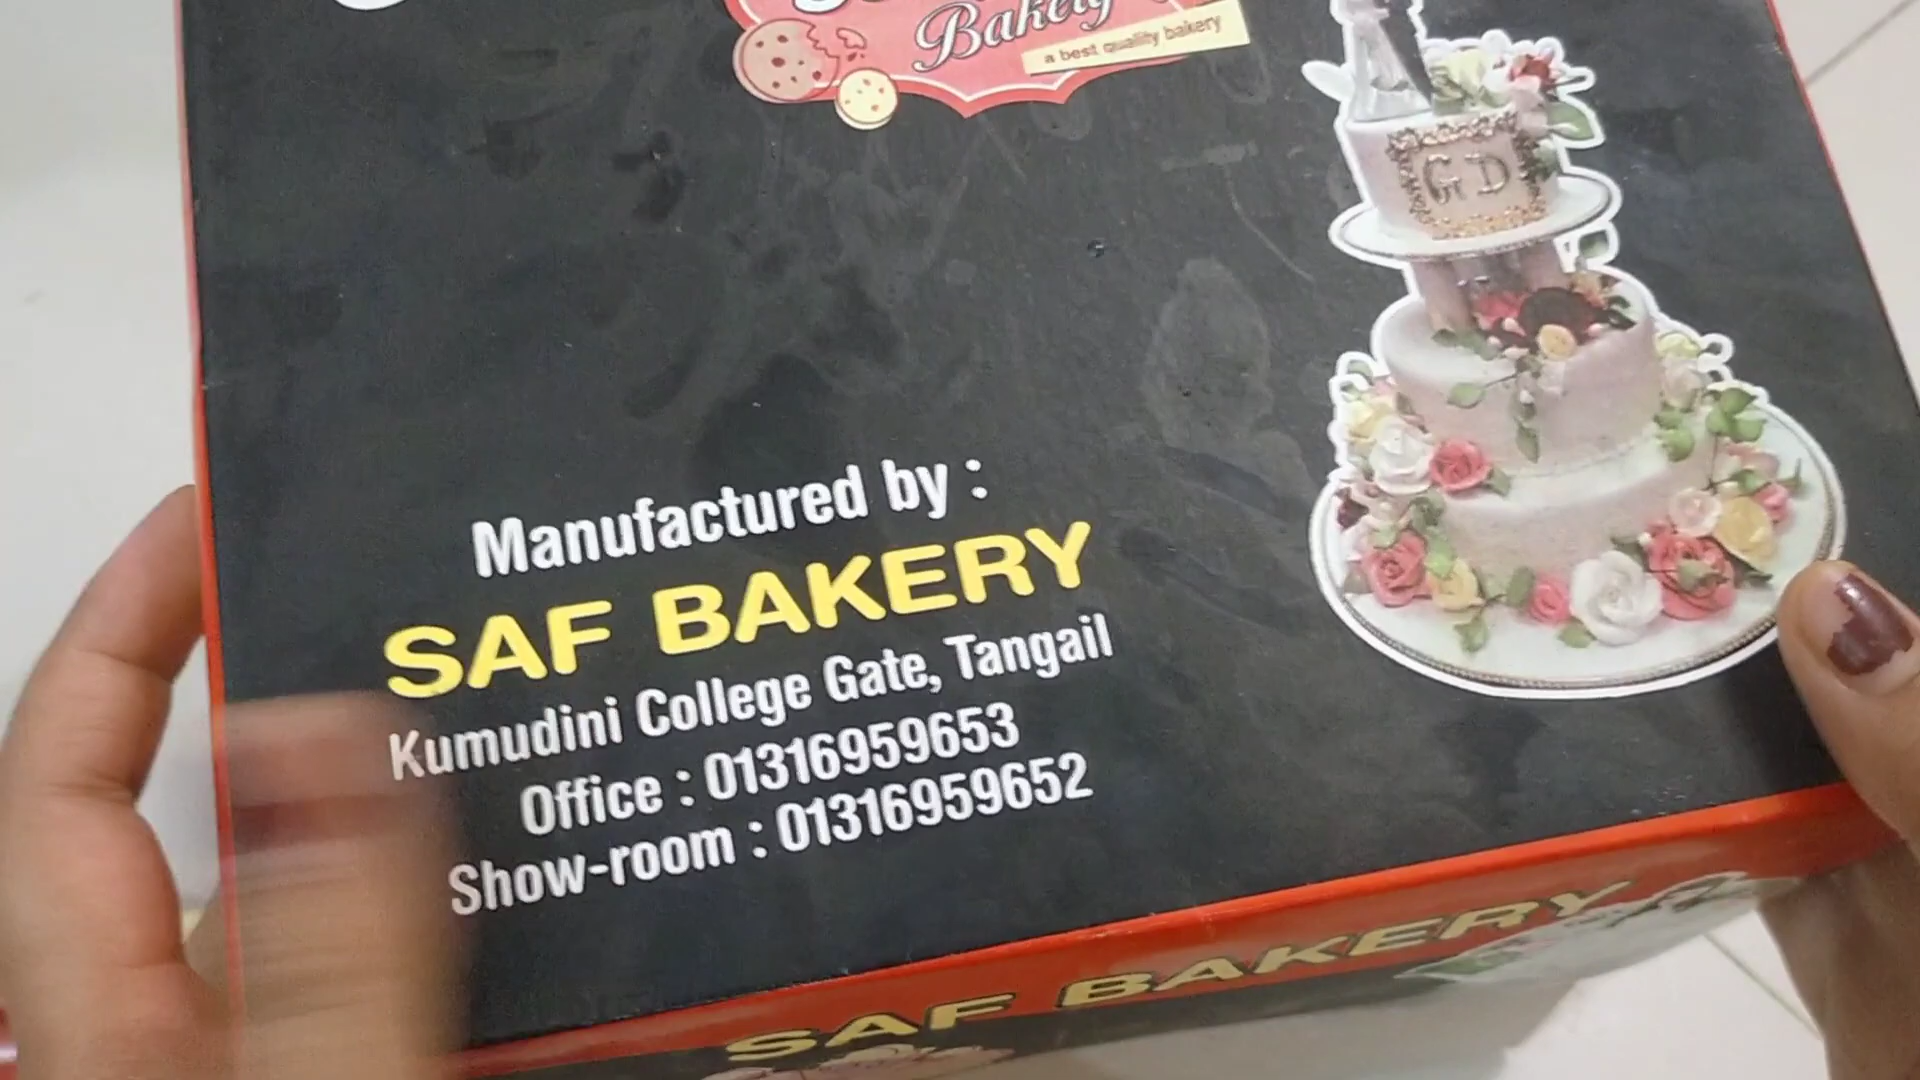 Bakery
a best quality bakery
GD
Manufactured by :
SAF BAKERY
Kumudini College Gate, Tangail
Office : 01316959653
Show-room : 01316959652
SAF BAKERY